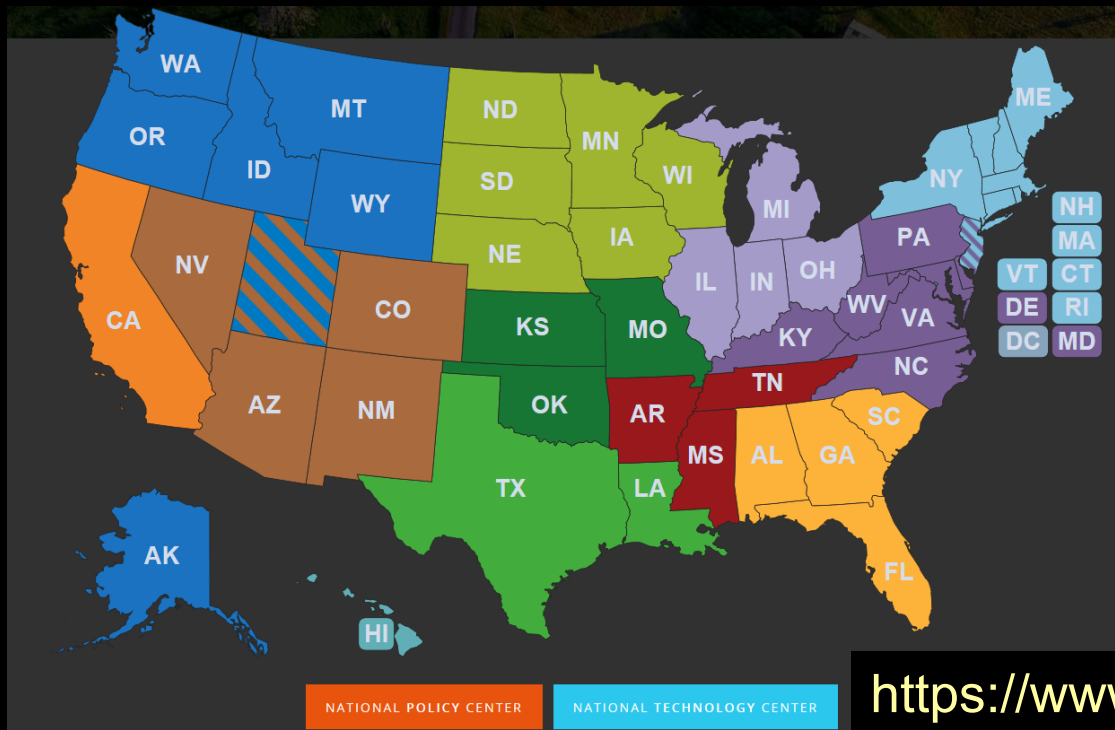 WA
MT
ND
MN
ME
OR
ID
SD
WI
NY
WY
MI
NH
NE
IA
PA
MA
NV
IL
IN
OH
VT
CT
CO
WV
VA
DE
RI
CA
KS
MO
KY
DC
MD
NC
TN
AZ
NM
OK
AR
SC
MS
AL
GA
TX
LA
AK
FL
HI
NATIONAL POLICY CENTER
NATIONAL TECHNOLOGY CENTER
https://www